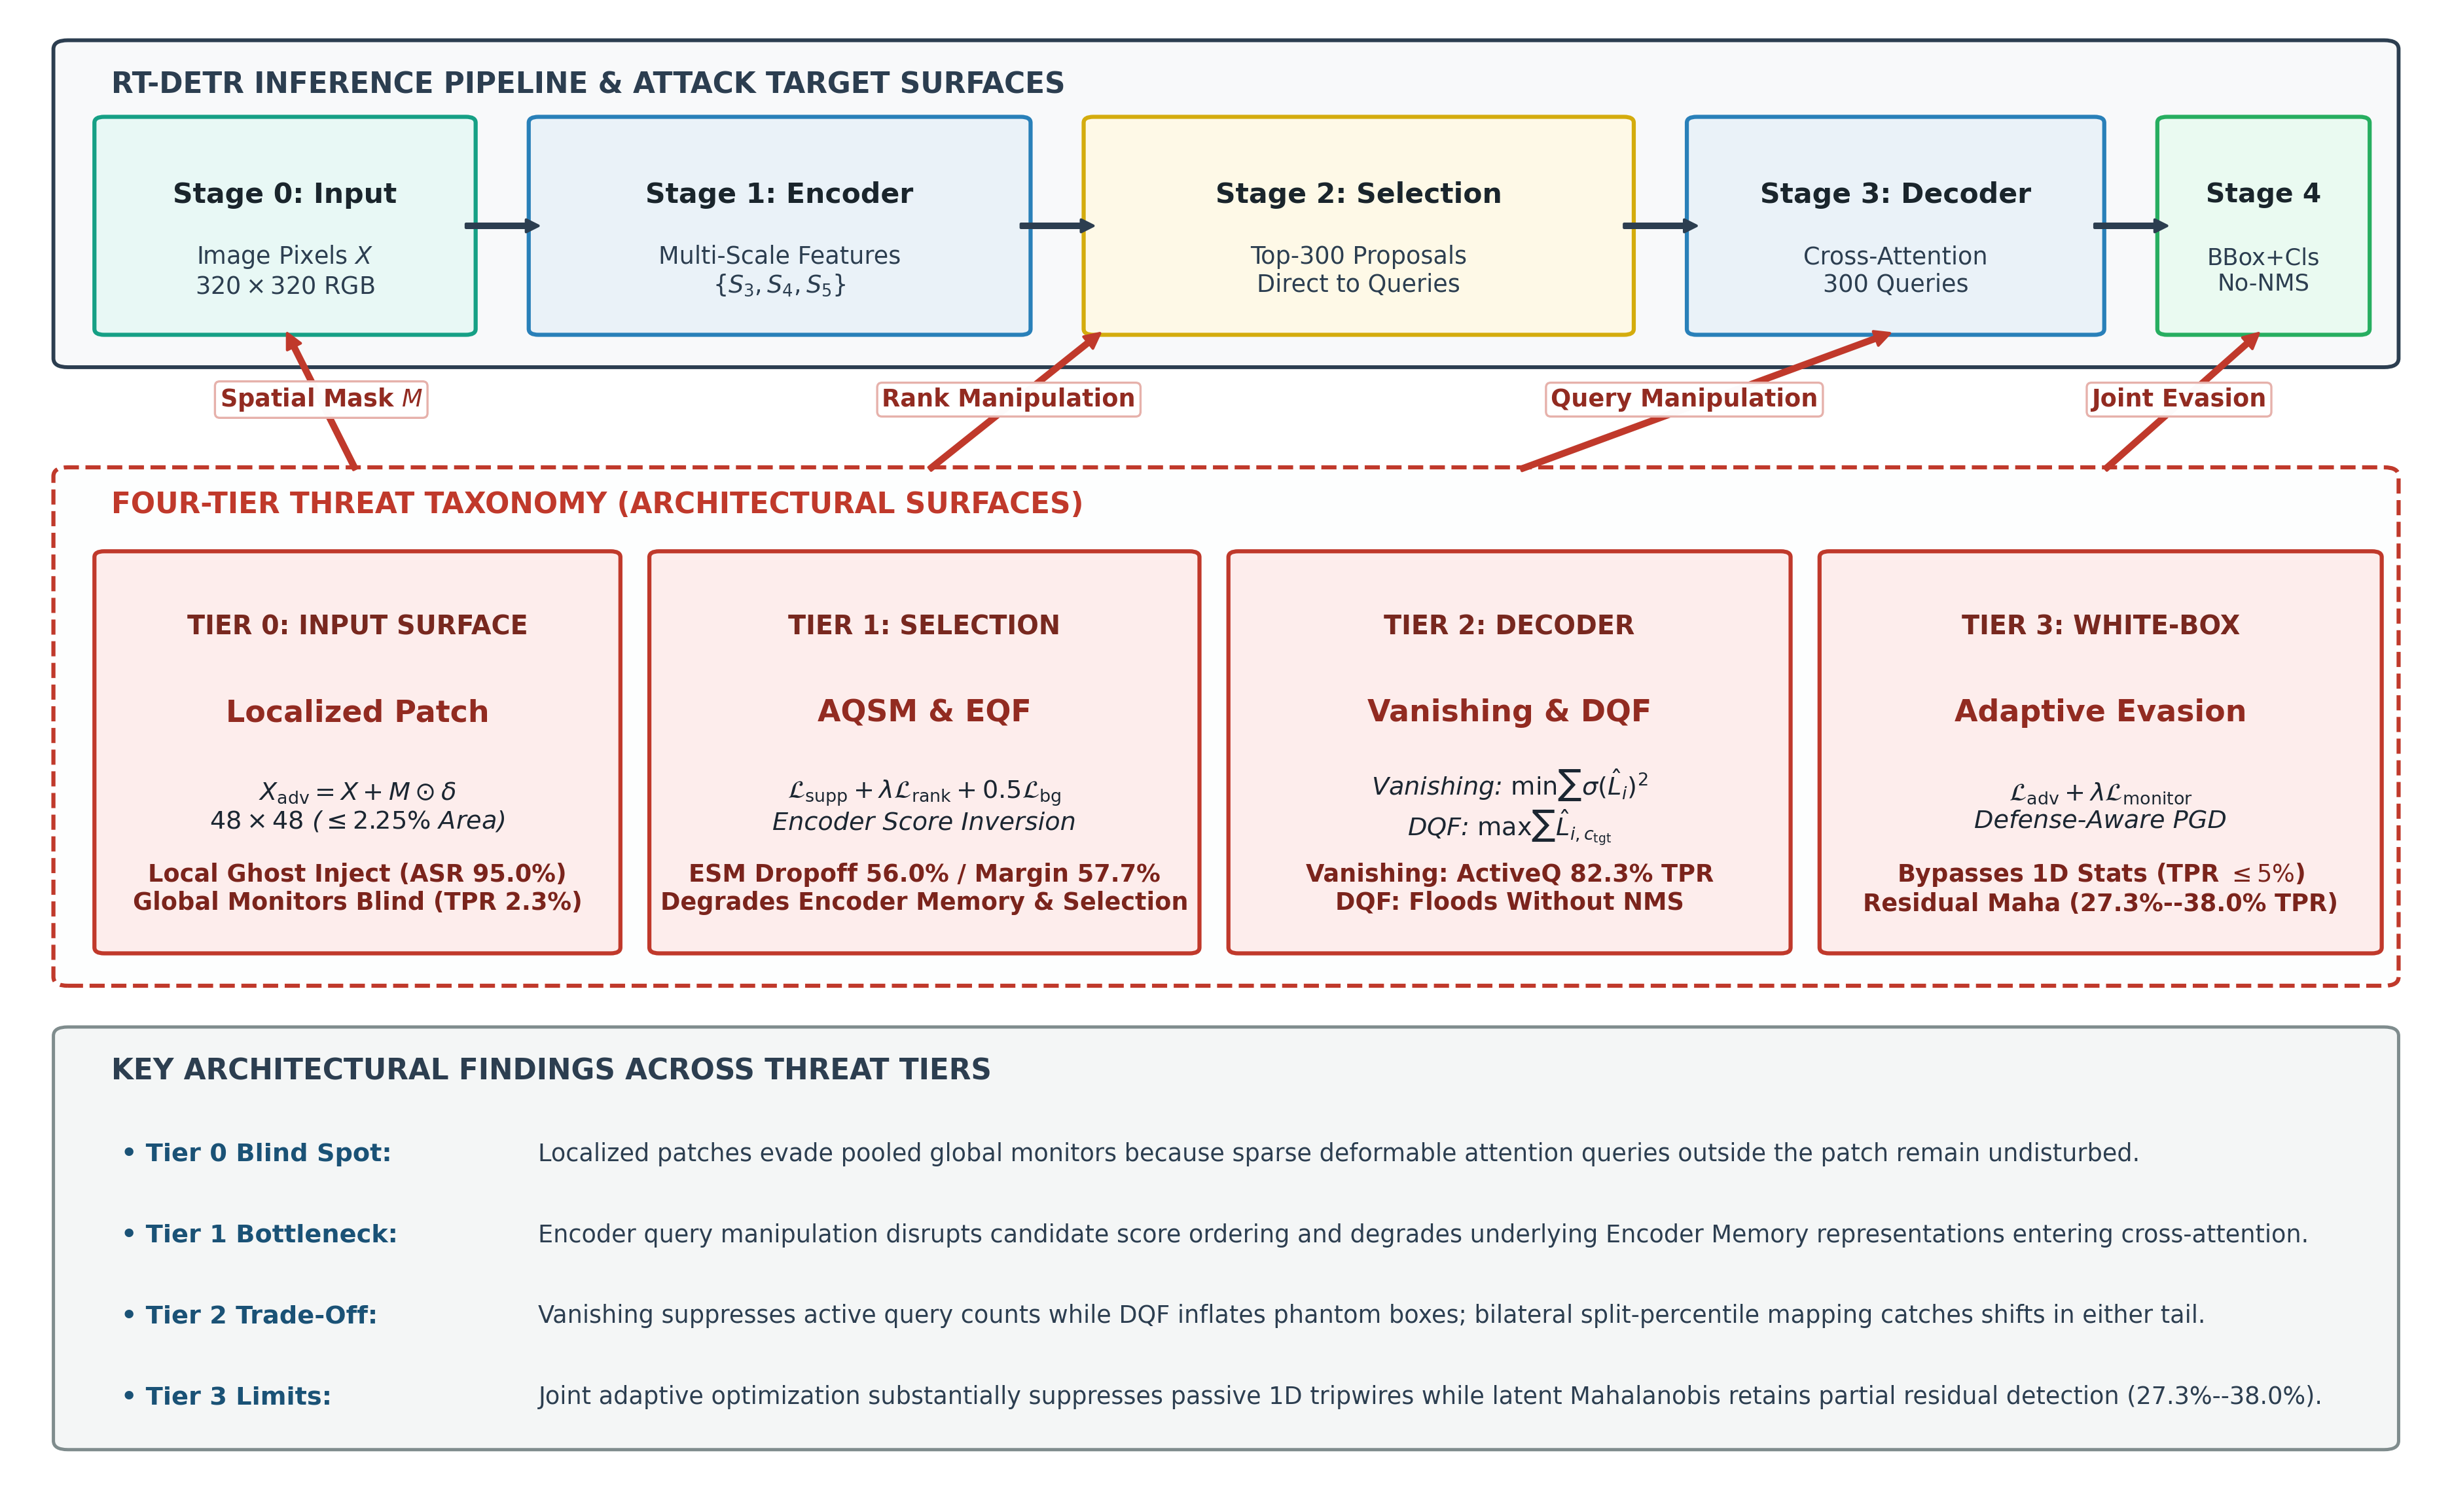 RT-DETR INFERENCE PIPELINE & ATTACK TARGET SURFACES
Stage 0: Input
Image Pixels X
320 × 320 RGB
Stage 1: Encoder
Multi-Scale Features
{S₃, S₄, S₅}
Stage 2: Selection
Top-300 Proposals
Direct to Queries
Stage 3: Decoder
Cross-Attention
300 Queries
Stage 4
BBox+Cls
No-NMS
Spatial Mask M
Rank Manipulation
Query Manipulation
Joint Evasion
FOUR-TIER THREAT TAXONOMY (ARCHITECTURAL SURFACES)
TIER 0: INPUT SURFACE
Localized Patch
X_adv = X + M ⊙ δ
48 × 48 (≤ 2.25% Area)
Local Ghost Inject (ASR 95.0%)
Global Monitors Blind (TPR 2.3%)
TIER 1: SELECTION
AQSM & EQF
ℒ_supp + λℒ_rank + 0.5ℒ_bg
Encoder Score Inversion
ESM Dropoff 56.0% / Margin 57.7%
Degrades Encoder Memory & Selection
TIER 2: DECODER
Vanishing & DQF
Vanishing: min∑σ(L̂_i)²
DQF: max∑L̂_{i,c_tgt}
Vanishing: ActiveQ 82.3% TPR
DQF: Floods Without NMS
TIER 3: WHITE-BOX
Adaptive Evasion
ℒ_adv + λℒ_monitor
Defense-Aware PGD
Bypasses 1D Stats (TPR ≤5%)
Residual Maha (27.3%--38.0% TPR)
KEY ARCHITECTURAL FINDINGS ACROSS THREAT TIERS
• Tier 0 Blind Spot: Localized patches evade pooled global monitors because sparse deformable attention queries outside the patch remain undisturbed.
• Tier 1 Bottleneck: Encoder query manipulation disrupts candidate score ordering and degrades underlying Encoder Memory representations entering cross-attention.
• Tier 2 Trade-Off: Vanishing suppresses active query counts while DQF inflates phantom boxes; bilateral split-percentile mapping catches shifts in either tail.
• Tier 3 Limits: Joint adaptive optimization substantially suppresses passive 1D tripwires while latent Mahalanobis retains partial residual detection (27.3%--38.0%).